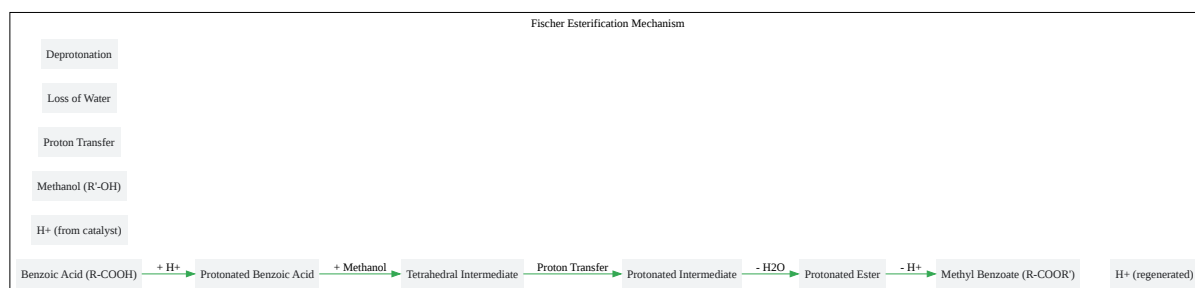 Fischer Esterification Mechanism
Deprotonation
Loss of Water
Proton Transfer
Methanol (R'-OH)
H+ (from catalyst)
Benzoic Acid (R-COOH) + H+ Protonated Benzoic Acid + Methanol Tetrahedral Intermediate Proton Transfer Protonated Intermediate - H2O Protonated Ester - H+ Methyl Benzoate (R-COOR') H+ (regenerated)